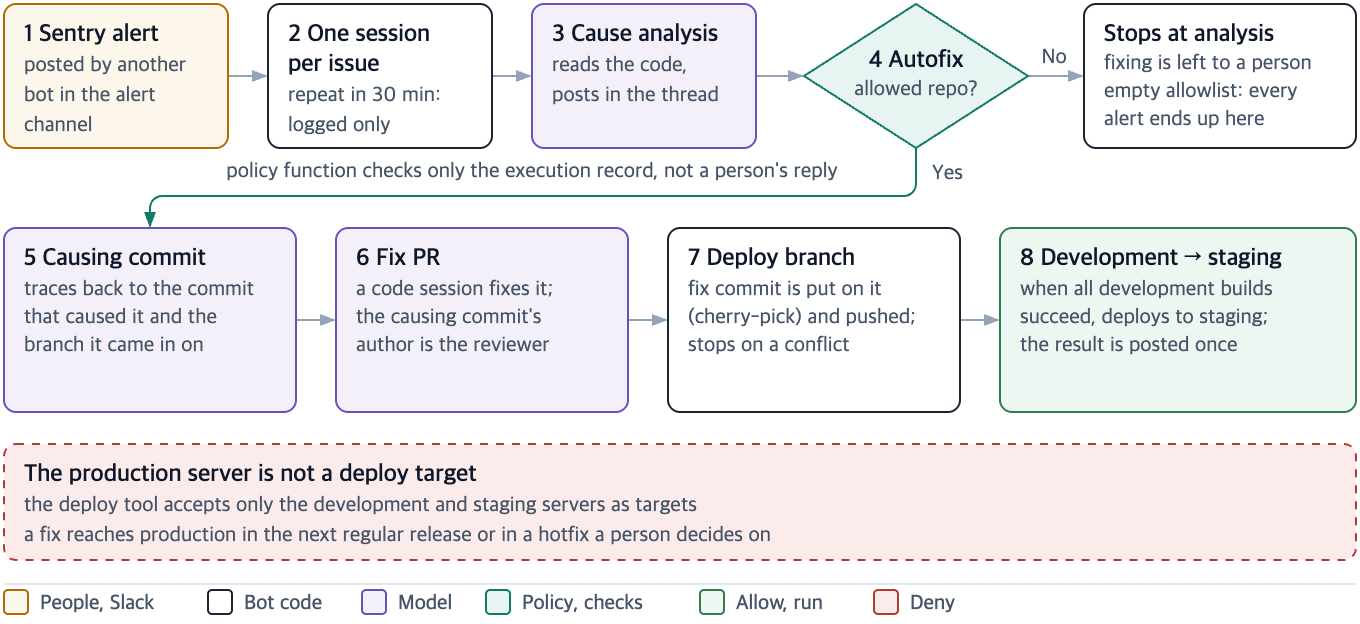 1 Sentry alert
posted by another
bot in the alert
channel
2 One session
per issue
repeat in 30 min:
logged only
3 Cause analysis
reads the code,
posts in the thread
4 Autofix
allowed repo?
No
Stops at analysis
fixing is left to a person
empty allowlist: every
alert ends up here
policy function checks only the execution record, not a person's reply
Yes
5 Causing commit
traces back to the commit
that caused it and the
branch it came in on
6 Fix PR
a code session fixes it;
the causing commit's
author is the reviewer
7 Deploy branch
fix commit is put on it
(cherry-pick) and pushed;
stops on a conflict
8 Development → staging
when all development builds
succeed, deploys to staging;
the result is posted once
The production server is not a deploy target
the deploy tool accepts only the development and staging servers as targets
a fix reaches production in the next regular release or in a hotfix a person decides on
People, Slack
Bot code
Model
Policy, checks
Allow, run
Deny